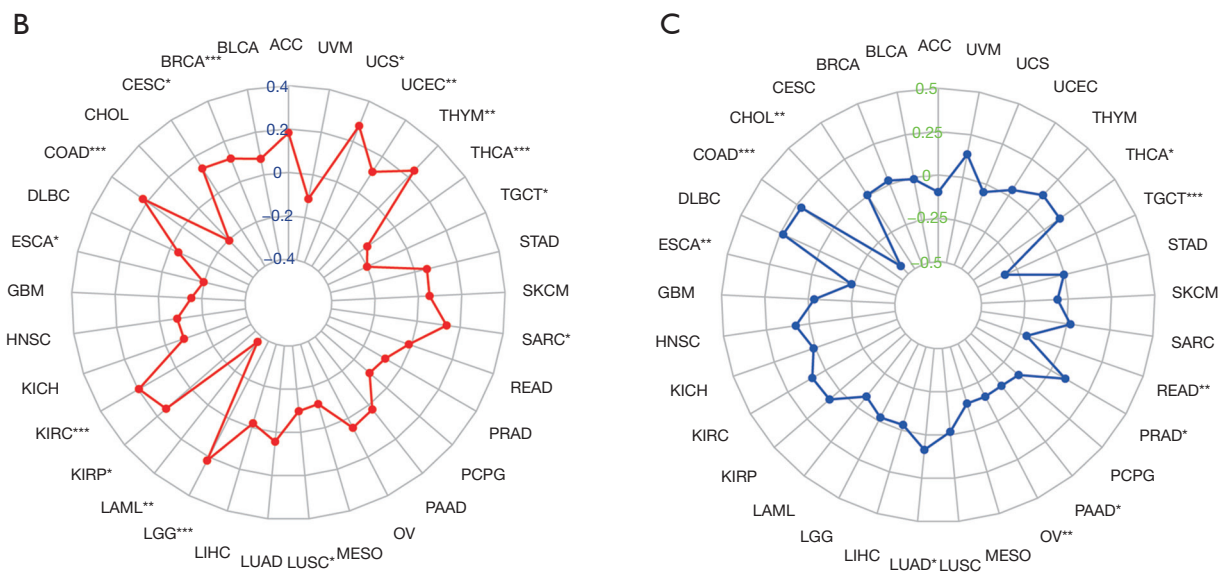 B
ACC
BLCA
BRCA***
CESC*
CHOL
COAD***
DLBC
ESCA*
GBM
HNSC
KICH
KIRC***
KIRP*
LAML**
LGG***
LIHC
LUAD
LUSC*
MESO
OV
PAAD
PCPG
PRAD
READ
SARC*
SKCM
STAD
TGCT*
THCA***
THYM**
UCEC**
UCS*
UVM
0.4
0.2
0
−0.2
−0.4
C
ACC
BLCA
BRCA
CESC
CHOL**
COAD***
DLBC
ESCA**
GBM
HNSC
KICH
KIRC
KIRP
LAML
LGG
LIHC
LUAD*
LUSC
MESO
OV**
PAAD*
PCPG
PRAD*
READ**
SARC
SKCM
STAD
TGCT***
THCA*
THYM
UCEC
UCS
UVM
0.5
0.25
0
−0.25
−0.5